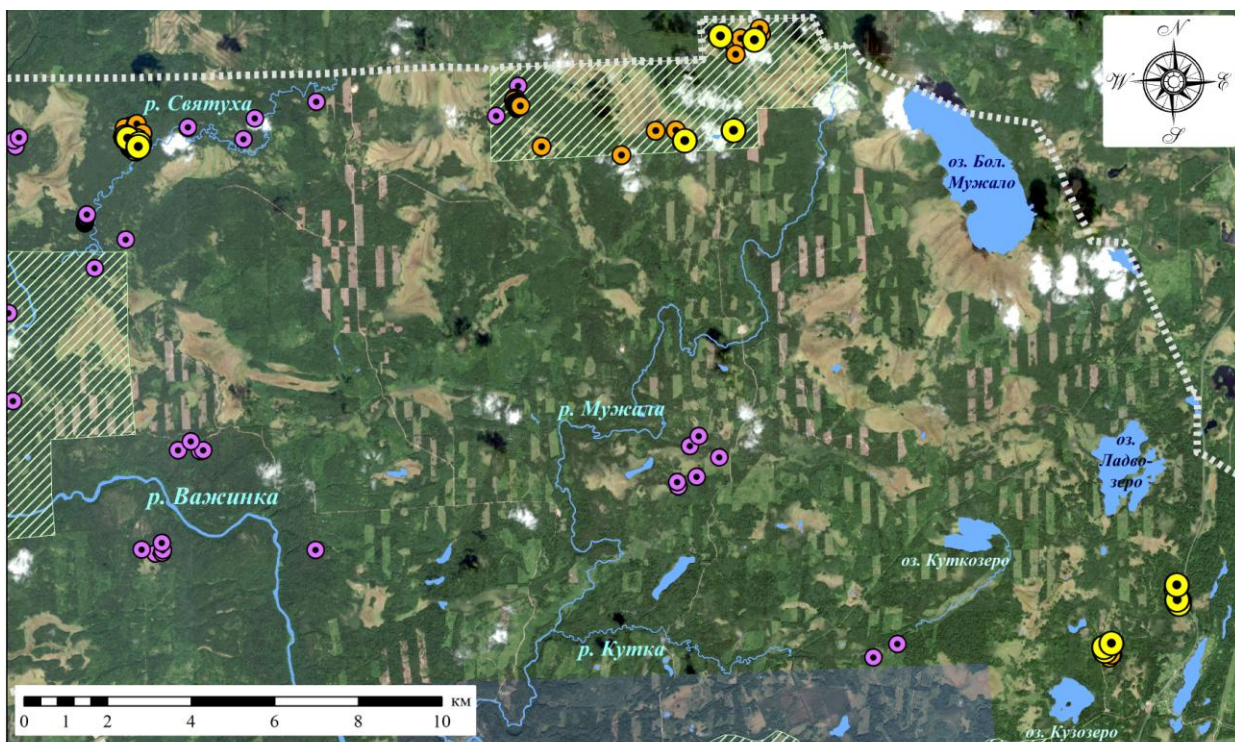 N
W E
S
р. Святуха
оз. Бол.
Мужало
р. Мужала
оз.
Ладво-
зеро
р. Важинка
оз. Куткозеро
р. Кутка
км
0 1 2 4 6 8 10
оз. Кузозеро